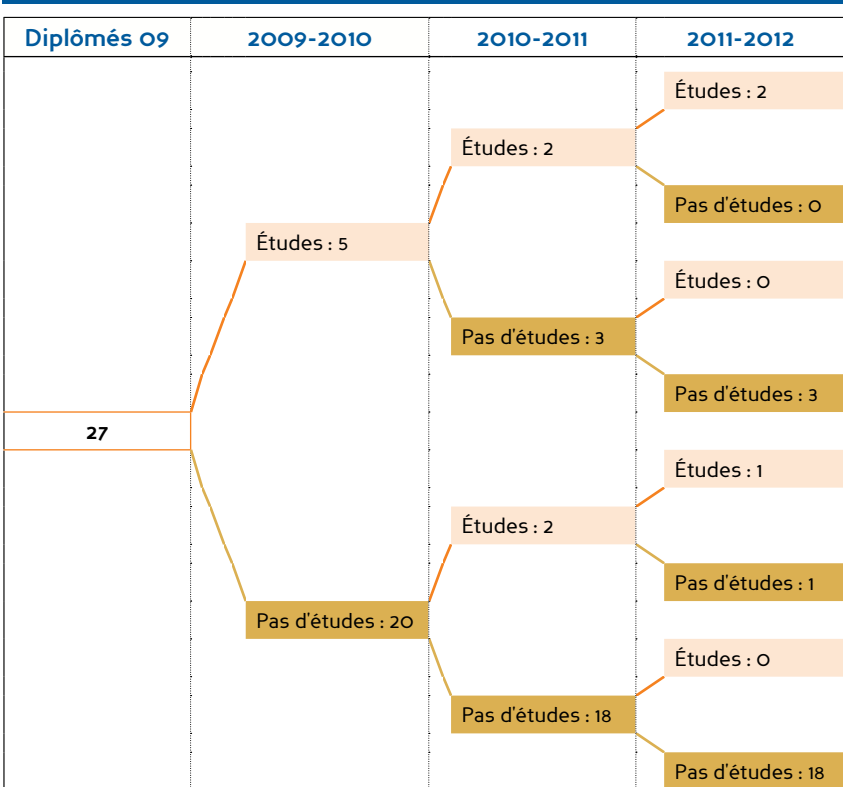 Diplômés 09 2009-2010 2010-2011 2011-2012
Études : 2
Études : 2
Pas d'études : 0
Études : 5
Études : 0
Pas d'études : 3
Pas d'études : 3
27
Études : 1
Études : 2
Pas d'études : 1
Pas d'études : 20
Études : 0
Pas d'études : 18
Pas d'études : 18